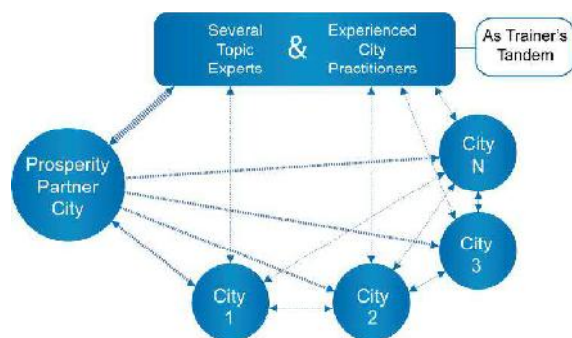 Several
Topic
Experts
&
Experienced
City
Practitioners
As Trainer's
Tandem
Prosperity
Partner
City
City
N
City
3
City
1
City
2